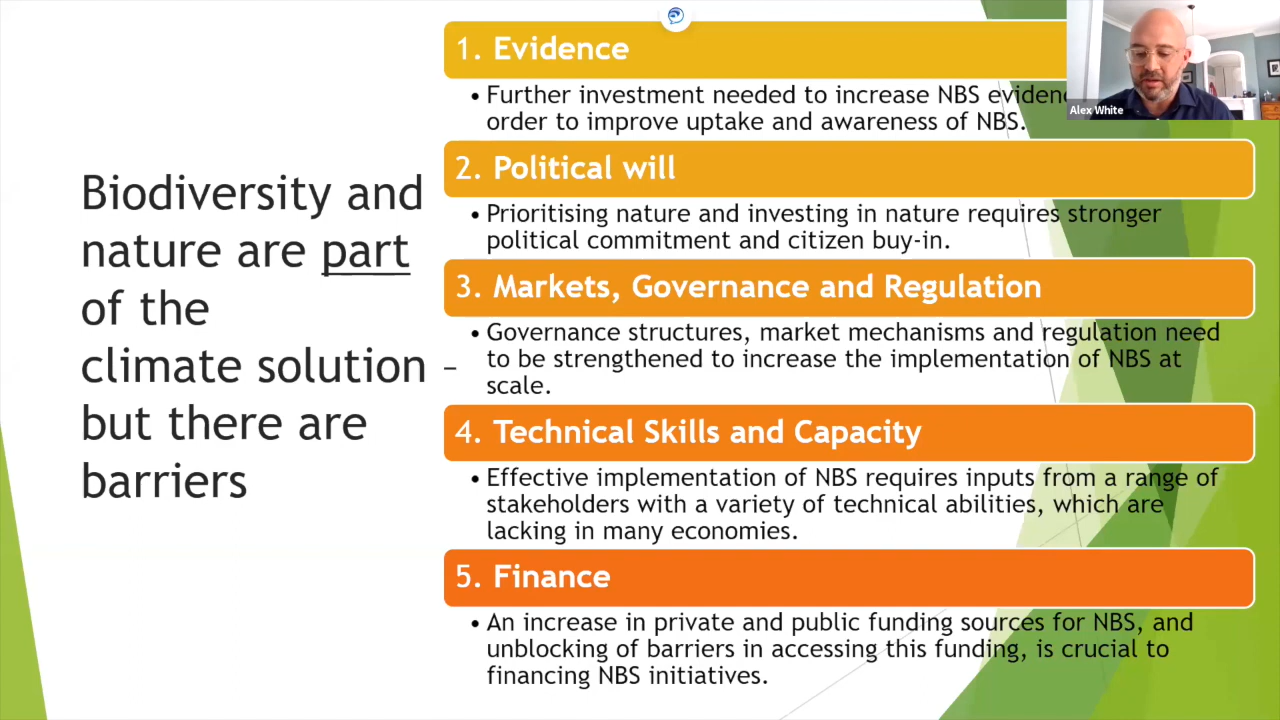 Biodiversity and
nature are part
of the
climate solution –
but there are
barriers
1. Evidence
• Further investment needed to increase NBS
order to improve uptake and awareness of NBS.
2. Political will
• Prioritising nature and investing in nature requires stronger
political commitment and citizen buy-in.
3. Markets, Governance and Regulation
• Governance structures, market mechanisms and regulation need
to be strengthened to increase the implementation of NBS at
scale.
4. Technical Skills and Capacity
• Effective implementation of NBS requires inputs from a range of
stakeholders with a variety of technical abilities, which are
lacking in many economies.
5. Finance
• An increase in private and public funding sources for NBS, and
unblocking of barriers in accessing this funding, is crucial to
financing NBS initiatives.
Alex White